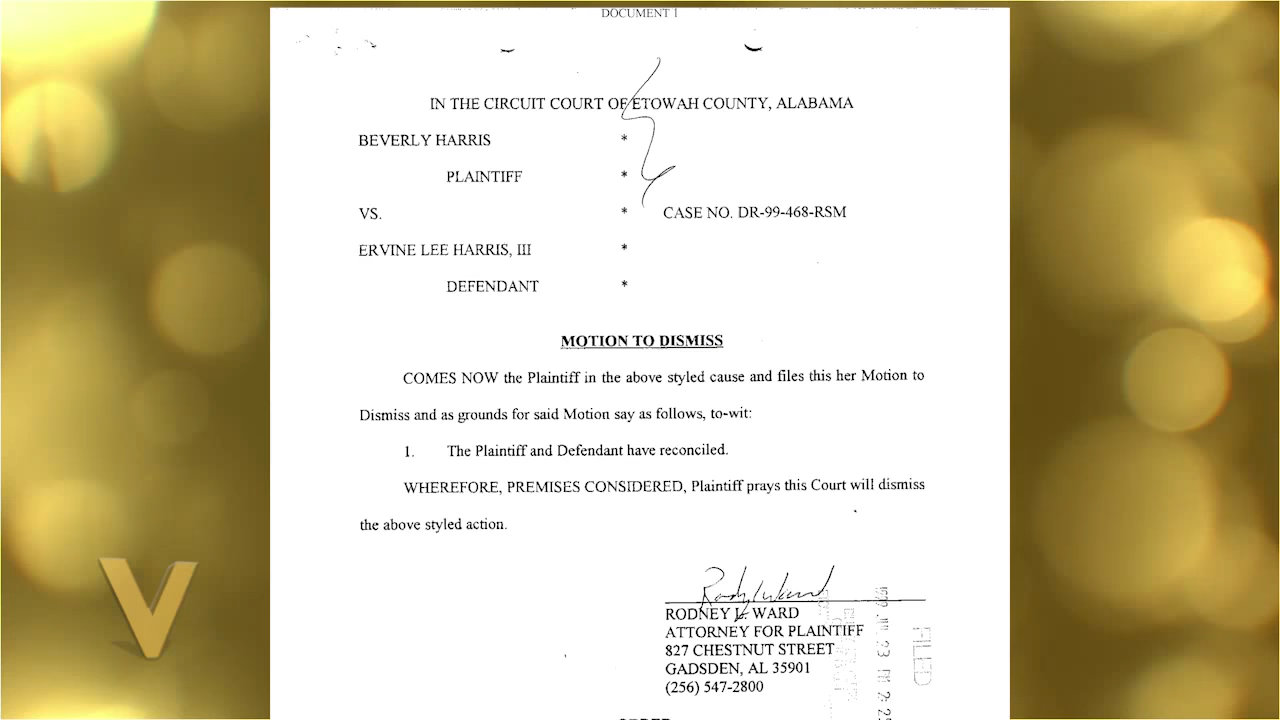 DOCUMENT 1
IN THE CIRCUIT COURT OF ETOWAH COUNTY, ALABAMA
BEVERLY HARRIS *
PLAINTIFF *
VS. * CASE NO. DR-99-468-RSM
ERVINE LEE HARRIS, III *
DEFENDANT *
MOTION TO DISMISS
COMES NOW the Plaintiff in the above styled cause and files this her Motion to
Dismiss and as grounds for said Motion say as follows, to-wit:
1. The Plaintiff and Defendant have reconciled.
WHEREFORE, PREMISES CONSIDERED, Plaintiff prays this Court will dismiss
the above styled action.
Rodney L. Ward
RODNEY L. WARD
ATTORNEY FOR PLAINTIFF
827 CHESTNUT STREET
GADSDEN, AL 35901
(256) 547-2800
FILED
V